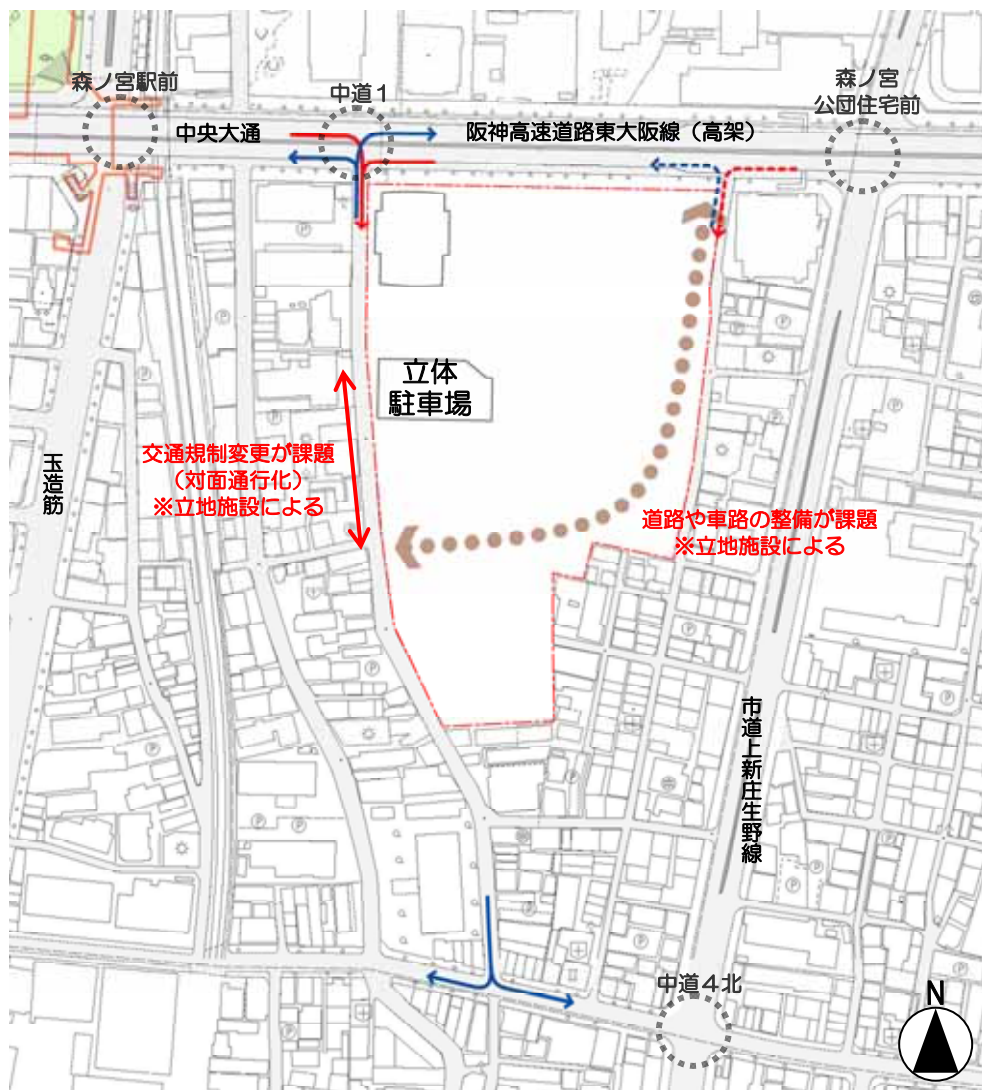 森ノ宮駅前
中道1
森ノ宮
公団住宅前
中央大通
阪神高速道路東大阪線（高架）
立体
駐車場
交通規制変更が課題
（対面通行化）
※立地施設による
玉造筋
道路や車路の整備が課題
※立地施設による
市道上新庄生野線
中道4北
N